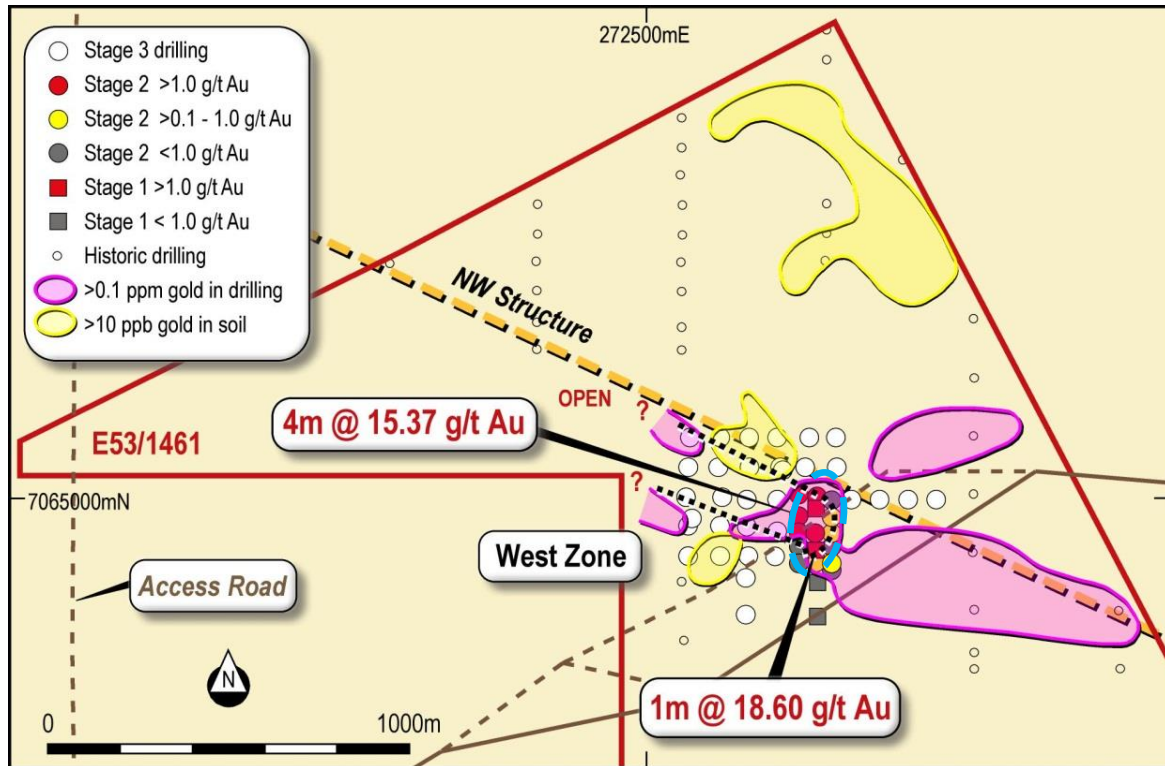 272500mE
Stage 3 drilling
Stage 2 >1.0 g/t Au
Stage 2 >0.1 - 1.0 g/t Au
Stage 2 <1.0 g/t Au
Stage 1 >1.0 g/t Au
Stage 1 < 1.0 g/t Au
Historic drilling
>0.1 ppm gold in drilling
>10 ppb gold in soil
NW Structure
OPEN
?
4m @ 15.37 g/t Au
E53/1461
?
7065000mN
West Zone
Access Road
N
1m @ 18.60 g/t Au
0
1000m